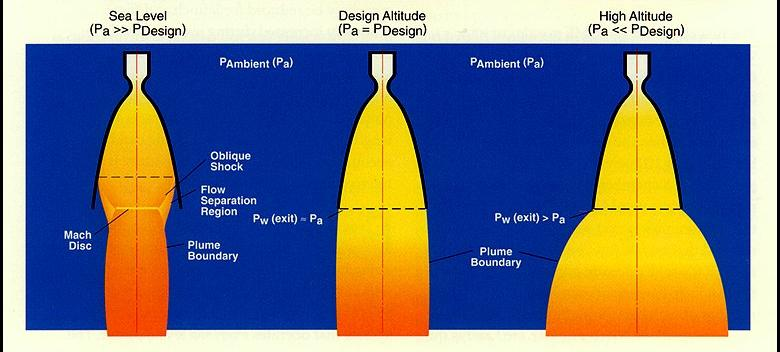 Sea Level
(Pa >> PDesign)
Design Altitude
(Pa = PDesign)
High Altitude
(Pa << PDesign)
PAmbient (Pa)
PAmbient (Pa)
Oblique
Shock
Flow
Separation
Region
Mach
Disc
Plume
Boundary
Pw (exit) ≈ Pa
Plume
Boundary
Pw (exit) > Pa